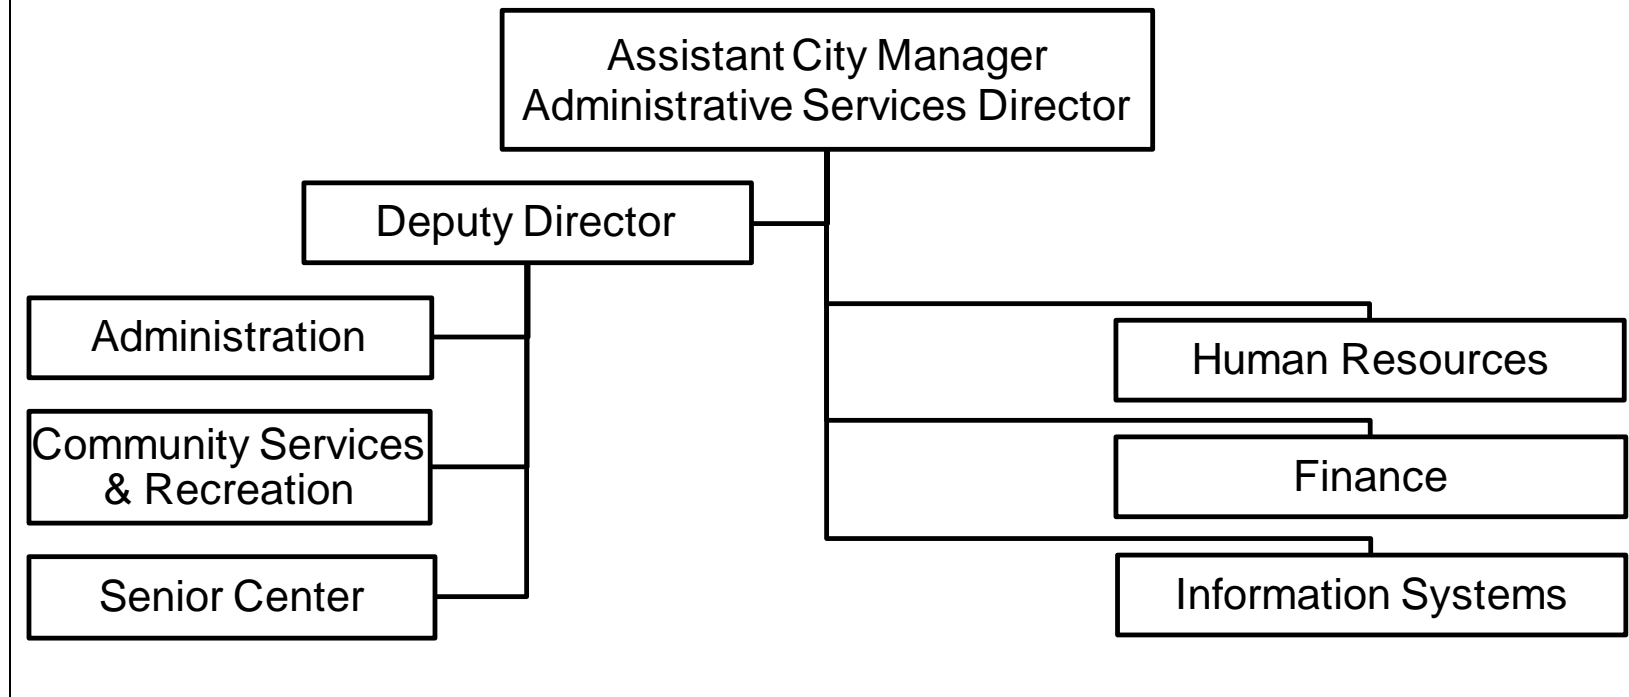 Assistant City Manager
Administrative Services Director
Deputy Director
Administration
Community Services
& Recreation
Senior Center
Human Resources
Finance
Information Systems